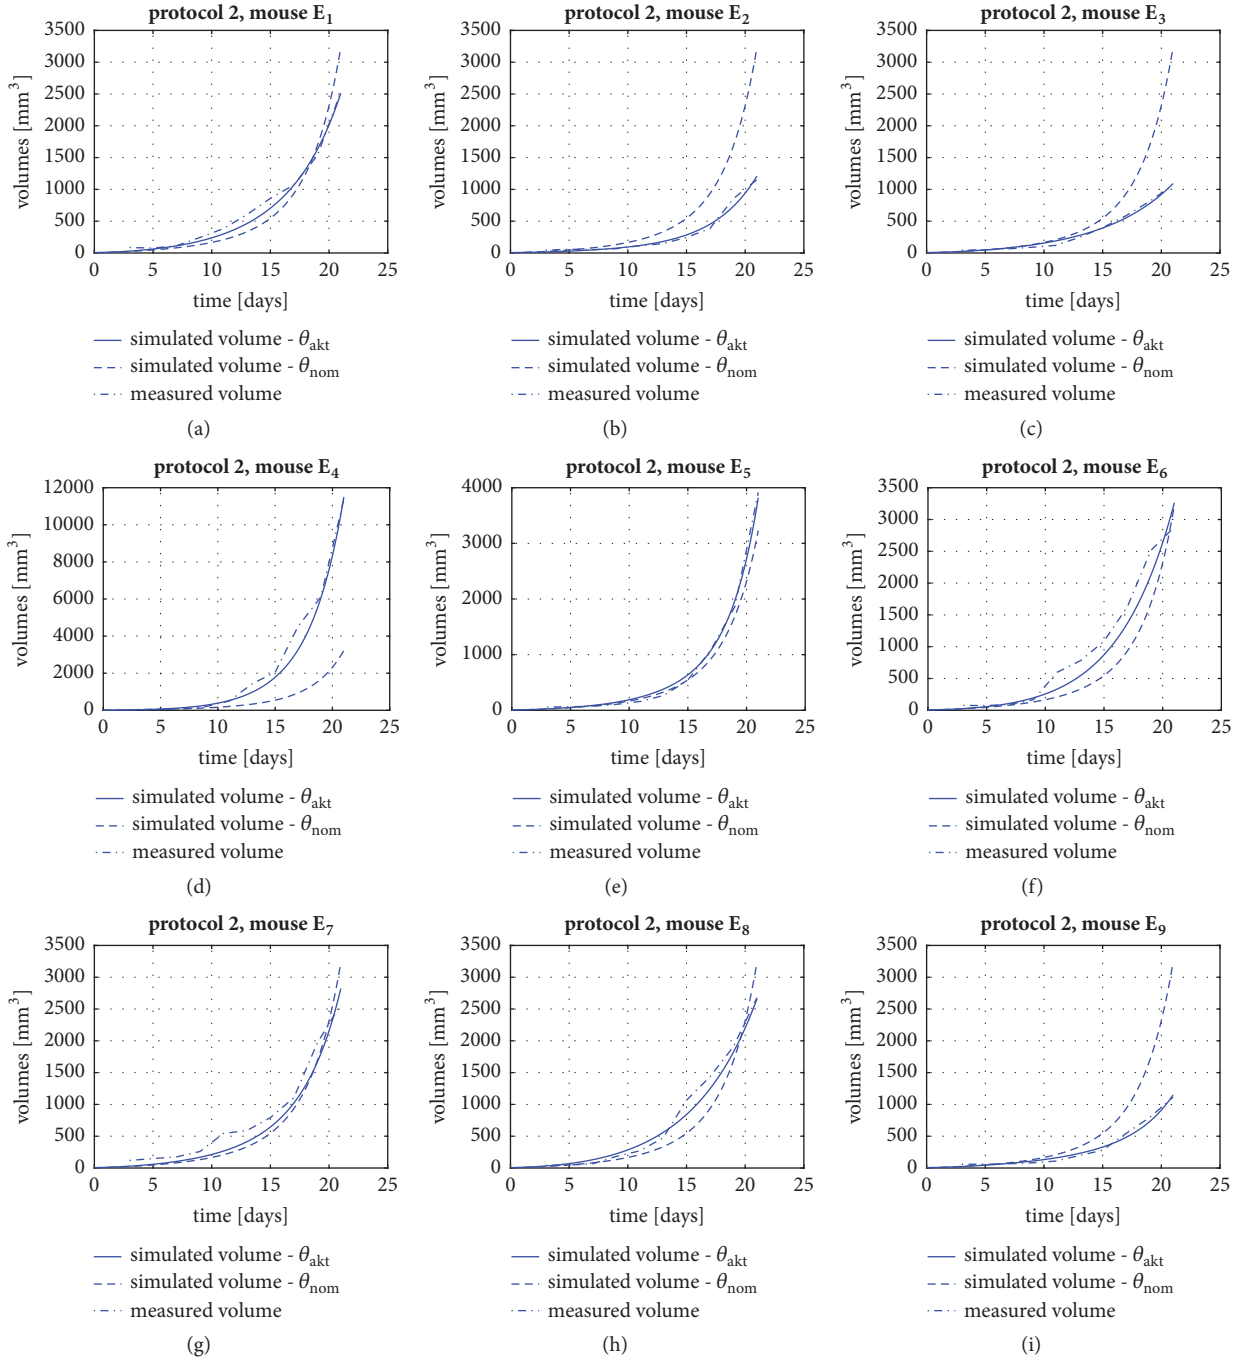 protocol 2, mouse E1
volumes [mm3]
3500
3000
2500
2000
1500
1000
500
0
0 5 10 15 20 25
time [days]
simulated volume - θakt
simulated volume - θnom
measured volume
(a)
protocol 2, mouse E2
volumes [mm3]
3500
3000
2500
2000
1500
1000
500
0
0 5 10 15 20 25
time [days]
simulated volume - θakt
simulated volume - θnom
measured volume
(b)
protocol 2, mouse E3
volumes [mm3]
3500
3000
2500
2000
1500
1000
500
0
0 5 10 15 20 25
time [days]
simulated volume - θakt
simulated volume - θnom
measured volume
(c)
protocol 2, mouse E4
volumes [mm3]
12000
10000
8000
6000
4000
2000
0
0 5 10 15 20 25
time [days]
simulated volume - θakt
simulated volume - θnom
measured volume
(d)
protocol 2, mouse E5
volumes [mm3]
4000
3000
2000
1000
0
0 5 10 15 20 25
time [days]
simulated volume - θakt
simulated volume - θnom
measured volume
(e)
protocol 2, mouse E6
volumes [mm3]
3500
3000
2500
2000
1500
1000
500
0
0 5 10 15 20 25
time [days]
simulated volume - θakt
simulated volume - θnom
measured volume
(f)
protocol 2, mouse E7
volumes [mm3]
3500
3000
2500
2000
1500
1000
500
0
0 5 10 15 20 25
time [days]
simulated volume - θakt
simulated volume - θnom
measured volume
(g)
protocol 2, mouse E8
volumes [mm3]
3500
3000
2500
2000
1500
1000
500
0
0 5 10 15 20 25
time [days]
simulated volume - θakt
simulated volume - θnom
measured volume
(h)
protocol 2, mouse E9
volumes [mm3]
3500
3000
2500
2000
1500
1000
500
0
0 5 10 15 20 25
time [days]
simulated volume - θakt
simulated volume - θnom
measured volume
(i)